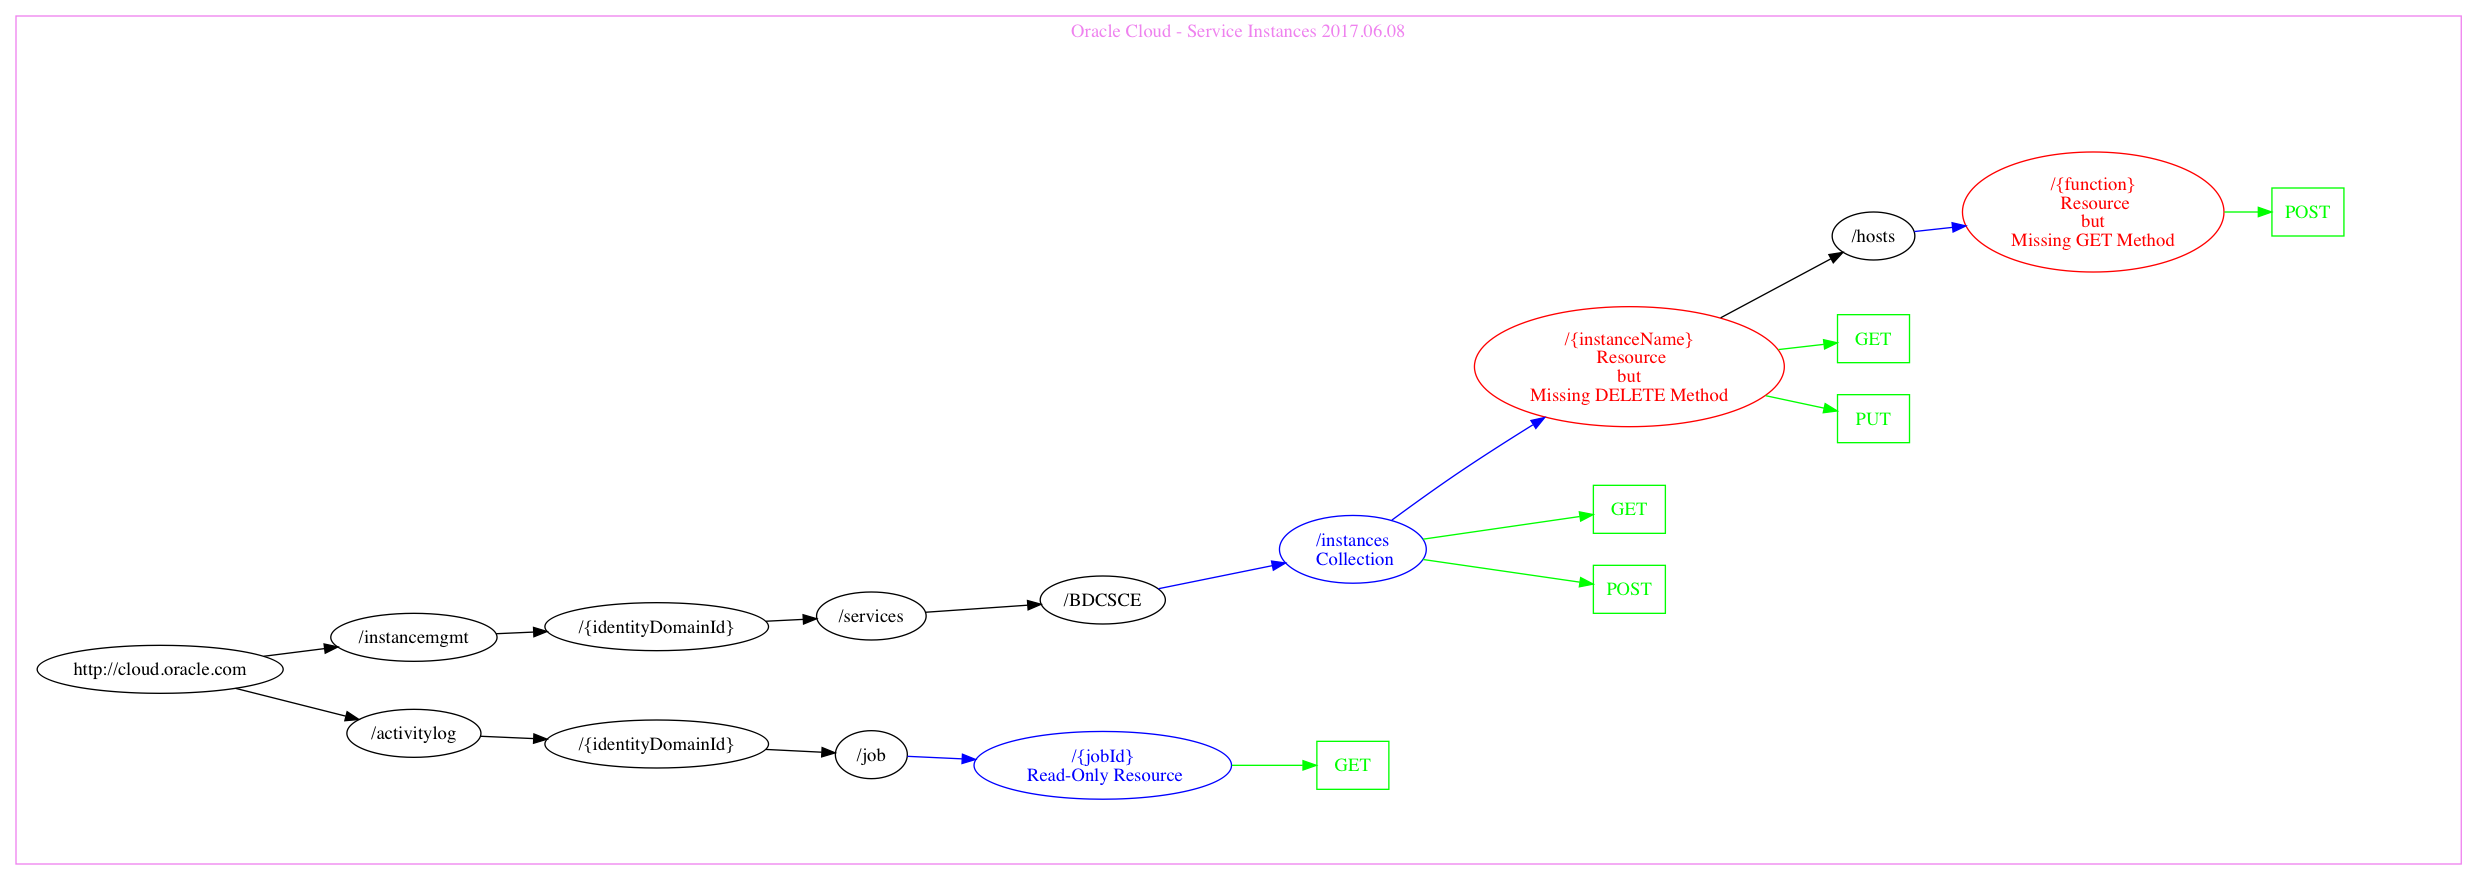 Oracle Cloud - Service Instances 2017.06.08
/{function}
Resource
but
Missing GET Method
POST
/hosts
/{instanceName}
Resource
but
Missing DELETE Method
GET
PUT
/instances
Collection
GET
POST
/BDCSCE
/services
/{identityDomainId}
/instancemgmt
http://cloud.oracle.com
/activitylog
/{identityDomainId}
/job
/{jobId}
Read-Only Resource
GET